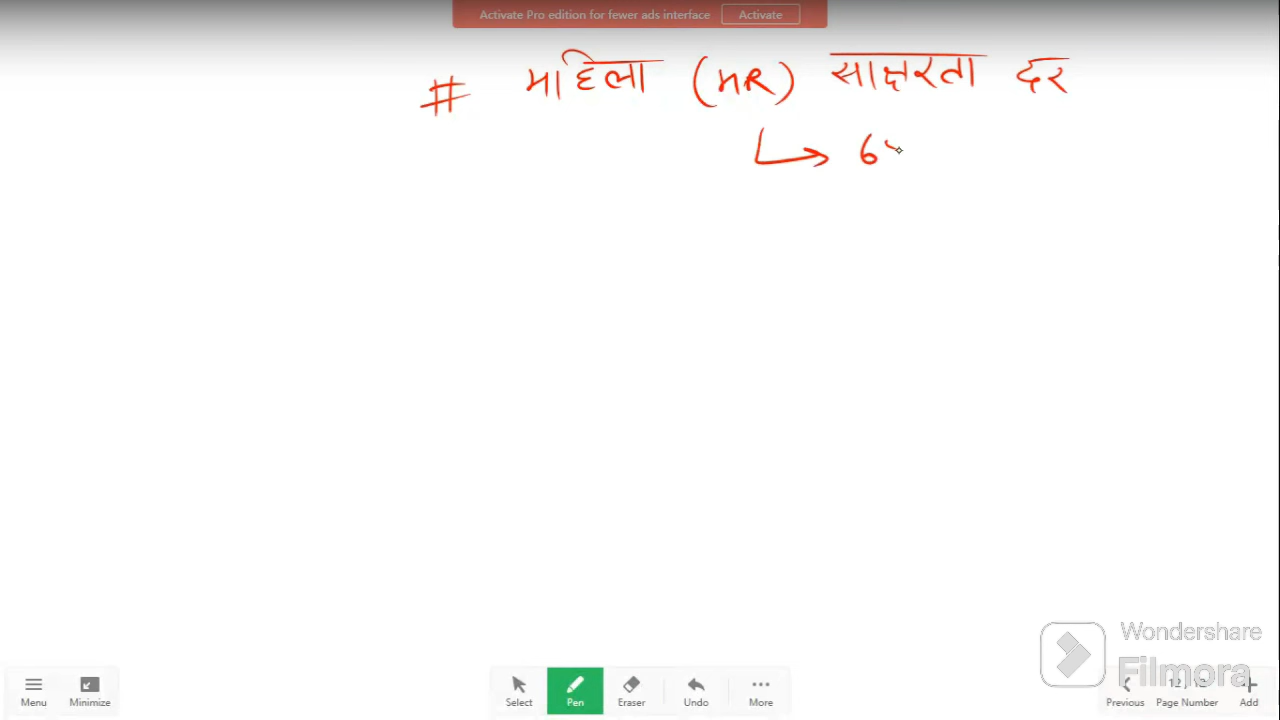 Activate Pro edition for fewer ads interface Activate
# महिला (HR) साक्षरता दर
6
Wondershare
Filmora
Menu Minimize Select Pen Eraser Undo More Previous Page Number Add